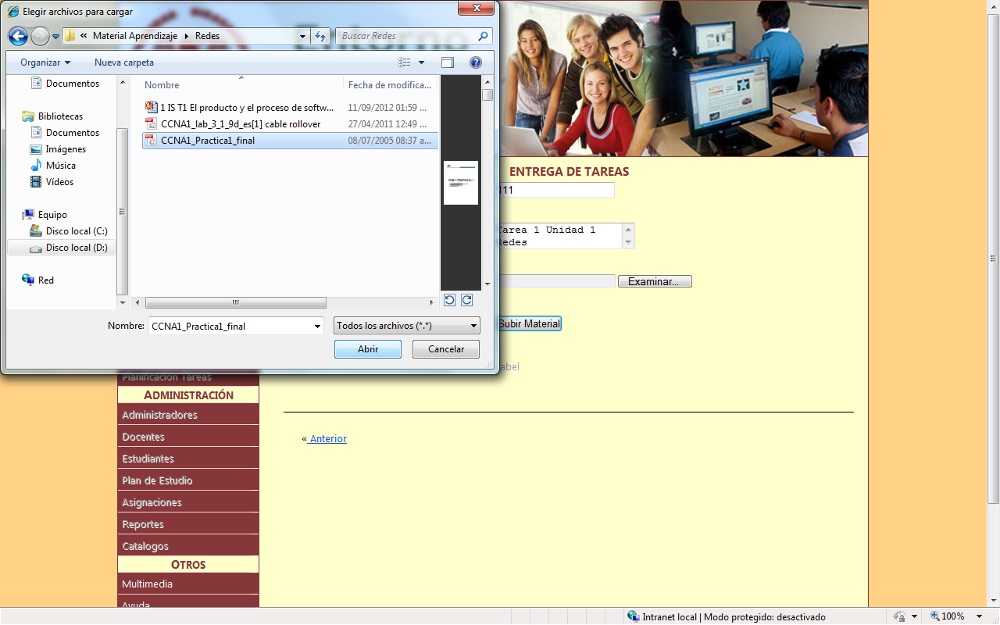 Elegir archivos para cargar
« Material Aprendizaje ▸ Redes
Buscar Redes
Organizar
Nueva carpeta
Documentos
Bibliotecas
Documentos
Imágenes
Música
Vídeos
Equipo
Disco local (C:)
Disco local (D:)
Red
Nombre
Fecha de modifica...
1 IS T1 El producto y el proceso de softw...
11/09/2012 01:59 ...
CCNA1_lab_3_1_9d_es[1] cable rollover
27/04/2011 12:49 ...
CCNA1_Practica1_final
08/07/2005 08:37 a...
Nombre:
CCNA1_Practica1_final
Todos los archivos (*.*)
Abrir
Cancelar
Entorno
ENTREGA DE TAREAS
111
Tarea 1 Unidad 1
Redes
Examinar...
Subir Material
abel
Planificación Tareas
ADMINISTRACIÓN
Administradores
Docentes
Estudiantes
Plan de Estudio
Asignaciones
Reportes
Catalogos
OTROS
Multimedia
Ayuda
« Anterior
Intranet local | Modo protegido: desactivado
100%